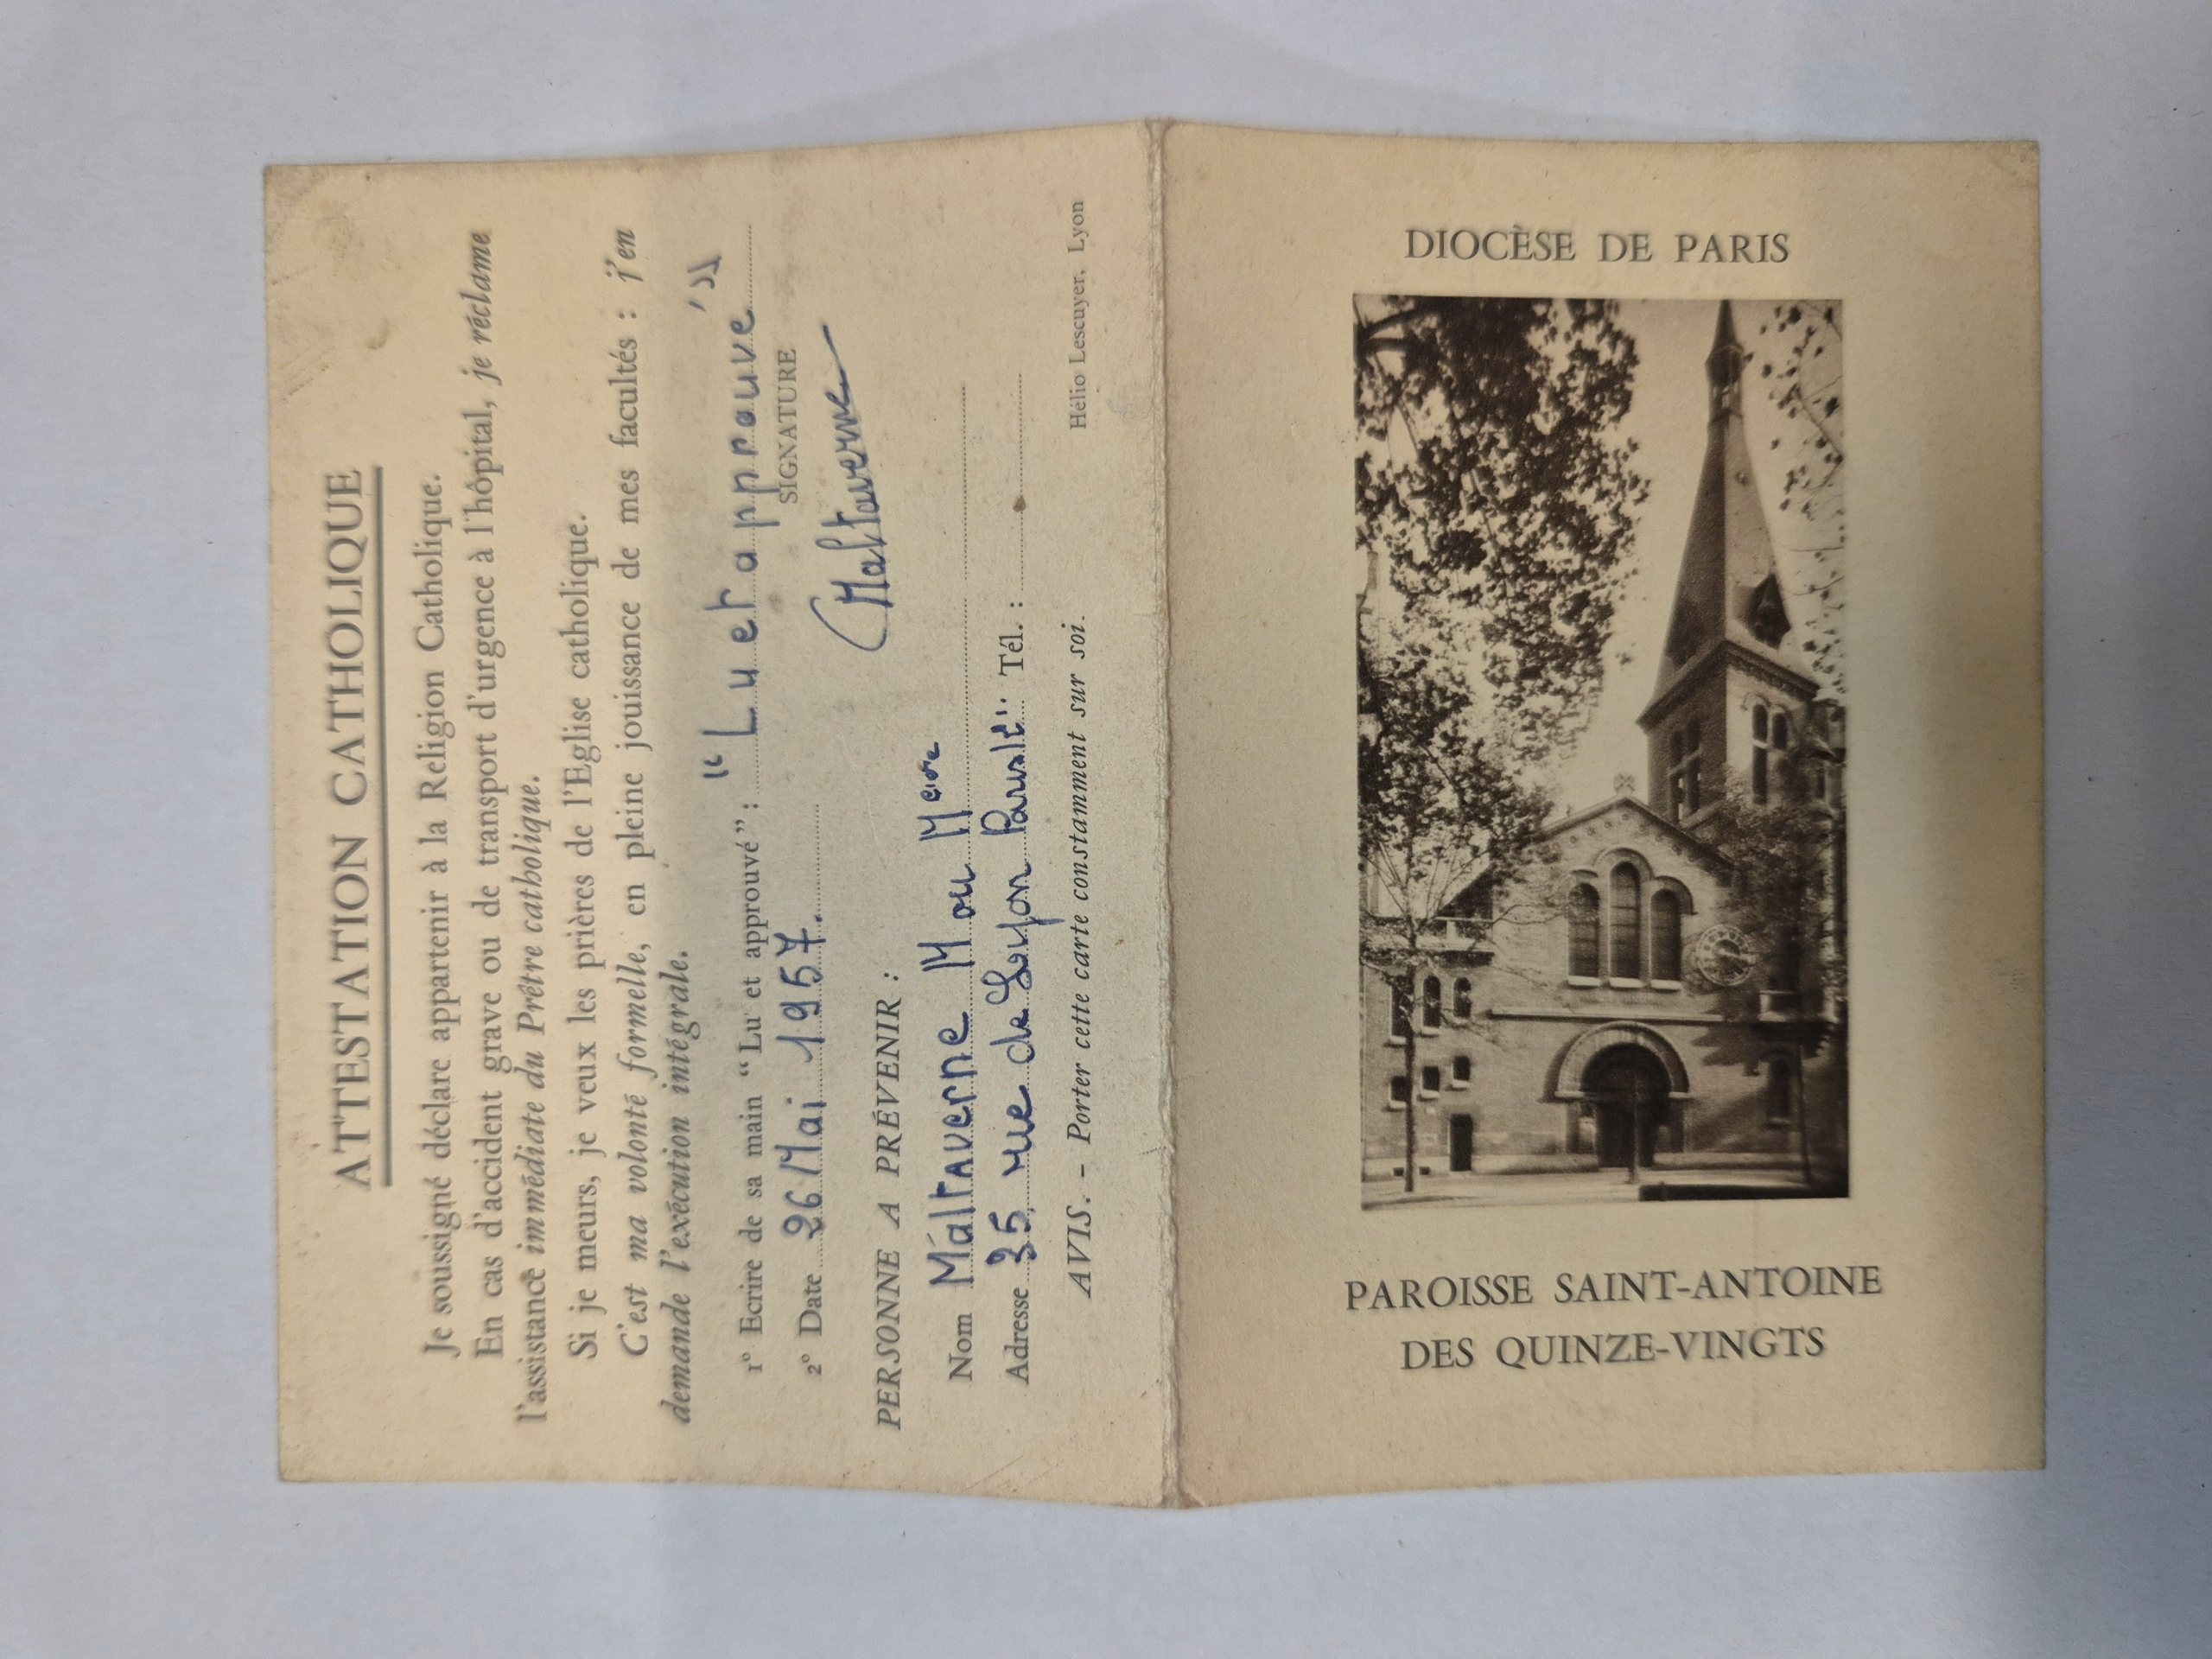 ATTESTATION CATHOLIQUE
Je soussigné déclare appartenir à la Religion Catholique.
En cas d'accident grave ou de transport d'urgence à l'hôpital, je réclame
l'assistance immédiate du Prêtre catholique.
Si je meurs, je veux les prières de l'Eglise catholique.
C'est ma volonté formelle, en pleine jouissance de mes facultés : j'en
demande l'exécution intégrale.
1° Ecrire de sa main "Lu et approuvé" : "Lu et approuve"
SIGNATURE
2° Date 26 Mai 1957.
Maltaverne
PERSONNE A PRÉVENIR :
Nom Maltaverne M ou Meme
Adresse 35 rue de Lyon Tél. :
AVIS. - Porter cette carte constamment sur soi.
Hélio Lescuyer, Lyon
DIOCÈSE DE PARIS
PAROISSE SAINT-ANTOINE
DES QUINZE-VINGTS